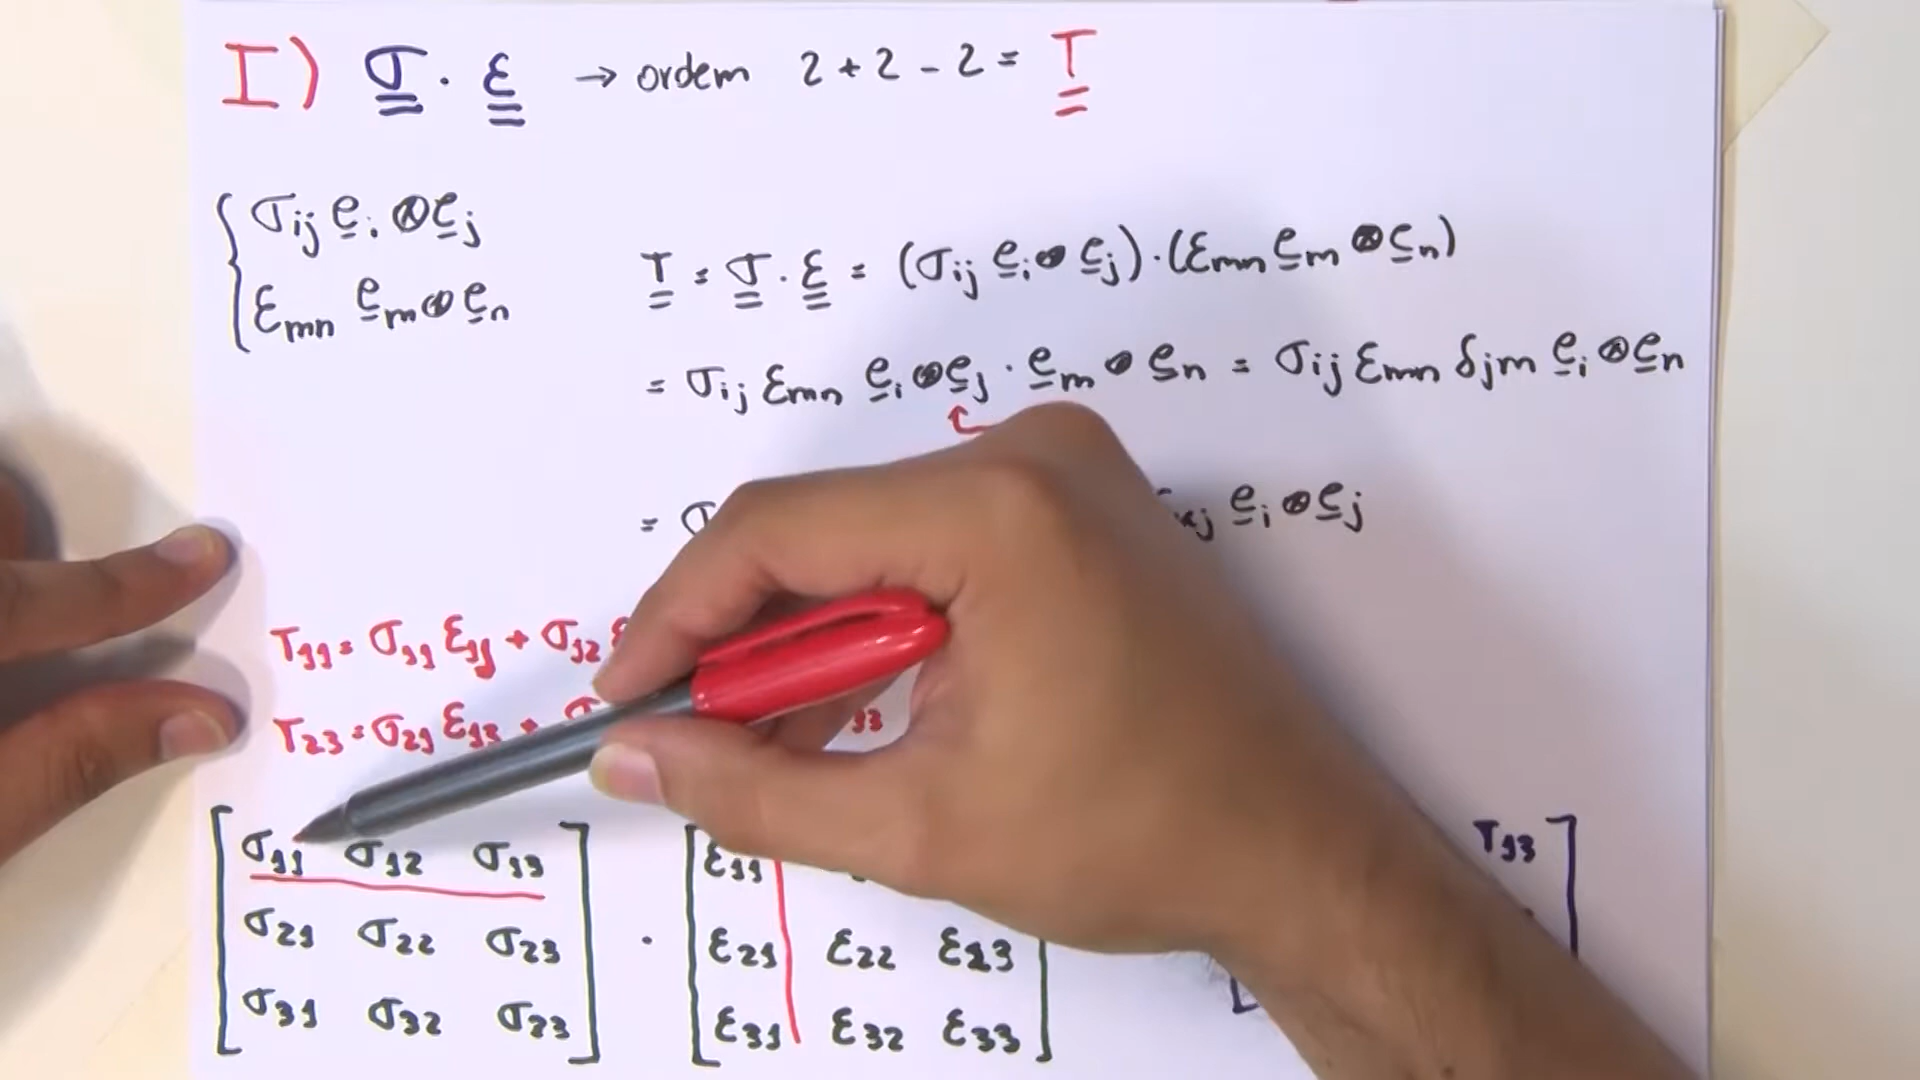 I) σ · ε → ordem 2 + 2 - 2 = T
σij ei ⊗ ej
εmn em ⊗ en
T = σ · ε = (σij ei ⊗ ej) · (εmn em ⊗ en)
= σij εmn ei ⊗ ej · em ⊗ en = σij εmn δjm ei ⊗ en
= σ ei ⊗ ej
T11 = σ11 ε11 + σ12
T23 = σ21 ε13 + σ 33
σ11 σ12 σ13 ε11 T13
σ21 σ22 σ23 · ε21 ε22 ε23
σ31 σ32 σ23 ε31 ε32 ε33